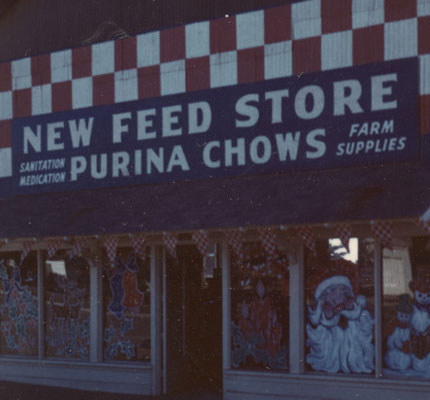 NEW FEED STORE
SANITATION
MEDICATION
PURINA CHOWS
FARM
SUPPLIES